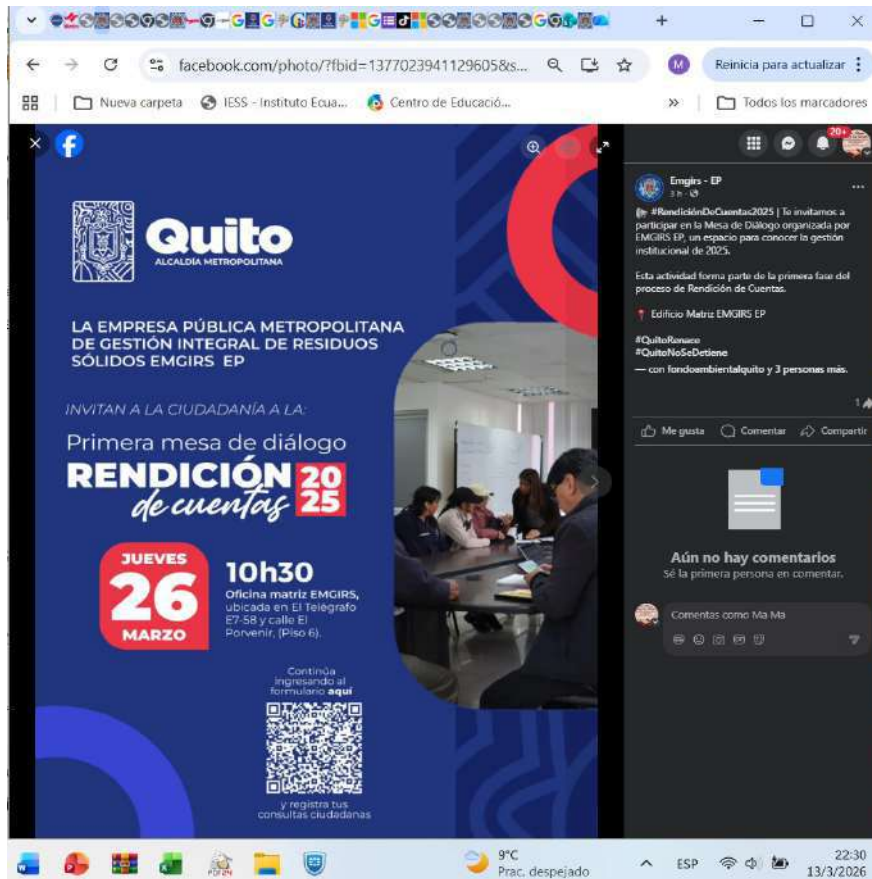 facebook.com/photo/?fbid=1377023941129605&s...
M
Reinicia para actualizar
Nueva carpeta
IESS - Instituto Ecua...
Centro de Educació...
»
Todos los marcadores
20+
Quito
ALCALDÍA METROPOLITANA
LA EMPRESA PÚBLICA METROPOLITANA
DE GESTIÓN INTEGRAL DE RESIDUOS
SÓLIDOS EMGIRS EP
INVITAN A LA CIUDADANÍA A LA:
Primera mesa de diálogo
RENDICIÓN
de cuentas
20
25
JUEVES
26
MARZO
10h30
Oficina matriz EMGIRS,
ubicada en El Telégrafo
E7-58 y calle El
Porvenir, (Piso 6).
Continúa
ingresando al
formulario aquí
y registra tus
consultas ciudadanas
Emgirs - EP
3 h
#RendiciónDeCuentas2025 | Te invitamos a
participar en la Mesa de Diálogo organizada por
EMGIRS EP, un espacio para conocer la gestión
institucional de 2025.
Esta actividad forma parte de la primera fase del
proceso de Rendición de Cuentas.
Edificio Matriz EMGIRS EP
#QuitoRenace
#QuitoNoSeDetiene
— con fondoambientalquito y 3 personas más.
1
Me gusta
Comentar
Compartir
Aún no hay comentarios
Sé la primera persona en comentar.
Comentas como Ma Ma
9°C
Prac. despejado
ESP
22:30
13/3/2026